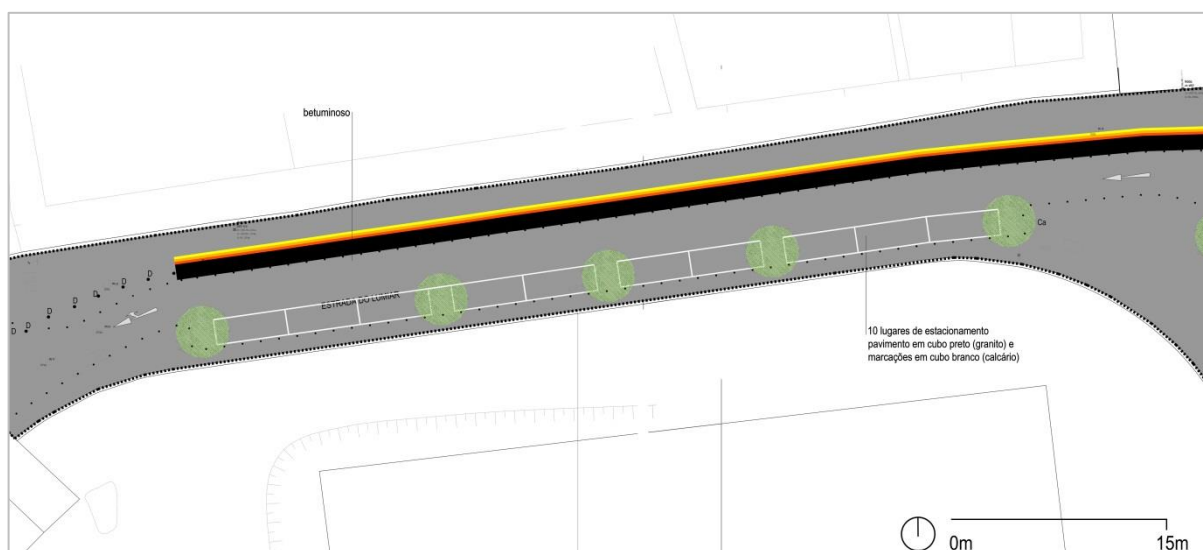 betuminoso
D
D
D
D
D
D
ESTRADA DO LUMIAR
Ca
10 lugares de estacionamento
pavimento em cubo preto (granito) e
marcações em cubo branco (calcário)
0m
15m